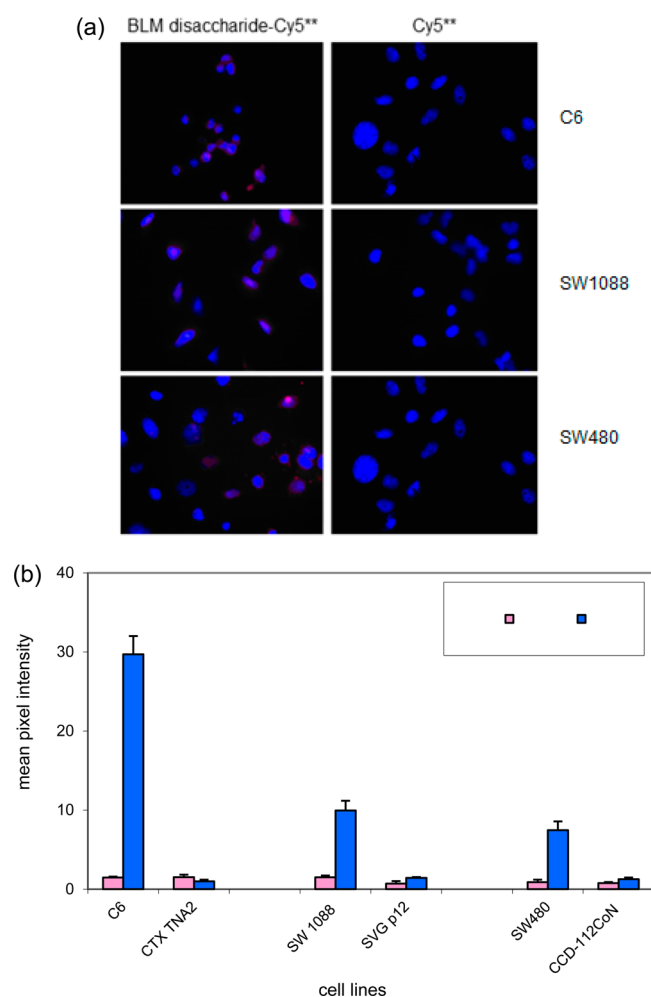 (a)
BLM disaccharide-Cy5** Cy5**
C6
SW1088
SW480
(b)
40
30
20
10
0
mean pixel intensity
C6 CTX TNA2 SW 1088 SVG p12 SW480 CCD-112CoN
cell lines